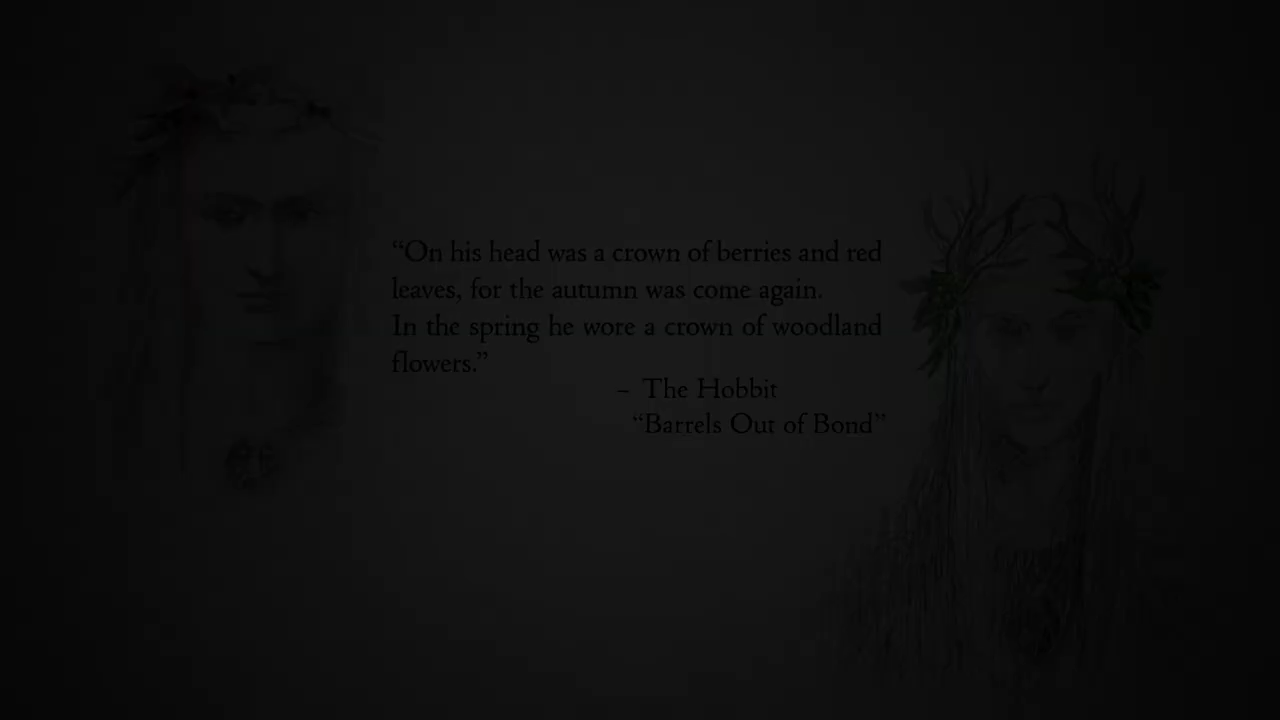 “On his head was a crown of berries and red
leaves, for the autumn was come again.
In the spring he wore a crown of woodland
flowers.”
– The Hobbit
“Barrels Out of Bond”